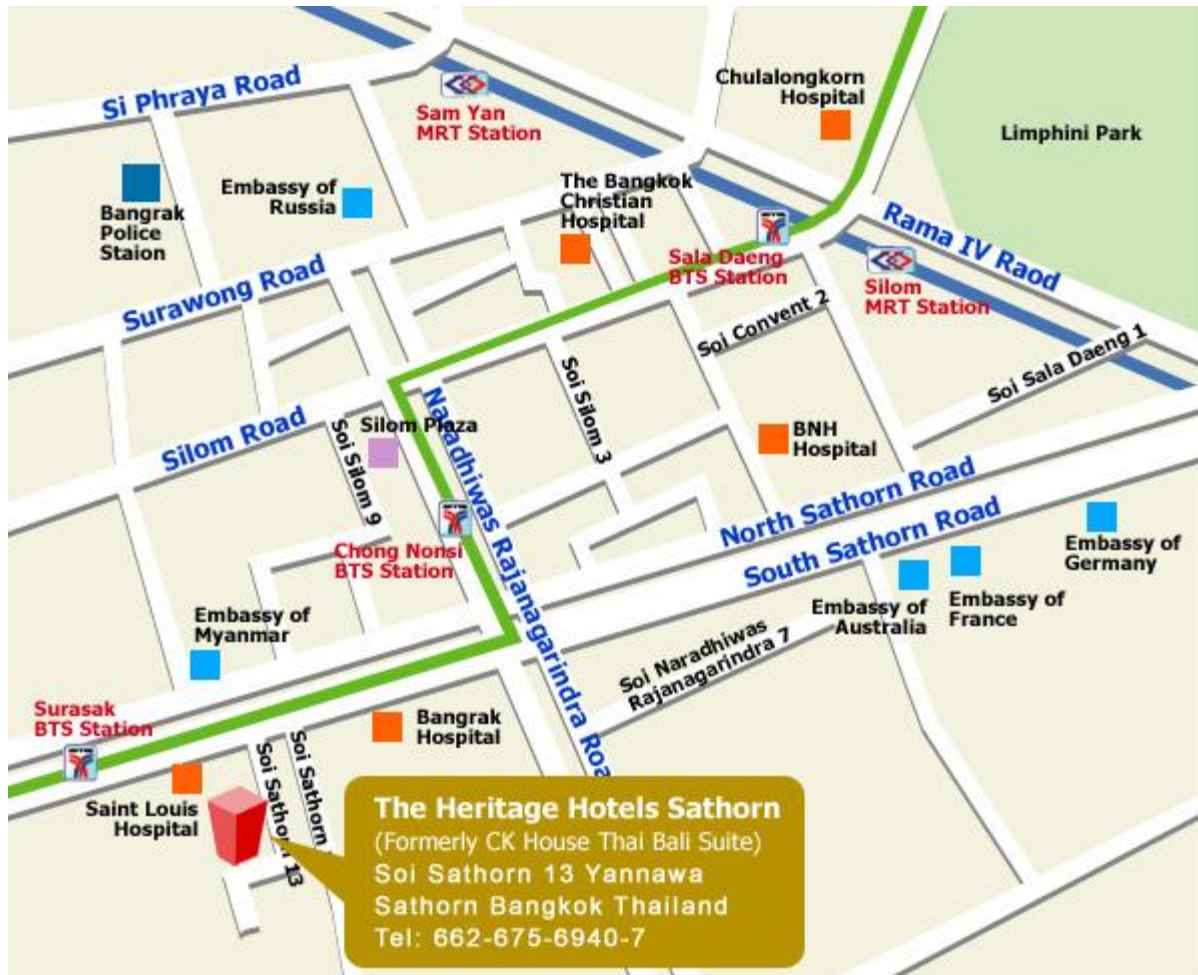 Si Phraya Road
Sam Yan
MRT Station
Chulalongkorn
Hospital
Limphini Park
Bangrak
Police
Staion
Embassy of
Russia
The Bangkok
Christian
Hospital
Rama IV Raod
Sala Daeng
BTS Station
Silom
MRT Station
Surawong Road
Soi Convent 2
Soi Sala Daeng 1
Soi Silom 3
Silom Road
Silom Plaza
Soi Silom 9
Naradhiwas Rajanagarindra Roa
BNH
Hospital
North Sathorn Road
South Sathorn Road
Chong Nonsi
BTS Station
Embassy of
Germany
Embassy of
Australia
Embassy of
France
Embassy of
Myanmar
Soi Naradhiwas
Rajanagarindra 7
Surasak
BTS Station
Bangrak
Hospital
Saint Louis
Hospital
Soi Sathorn 13
Soi Sathorn
The Heritage Hotels Sathorn
(Formerly CK House Thai Bali Suite)
Soi Sathorn 13 Yannawa
Sathorn Bangkok Thailand
Tel: 662-675-6940-7